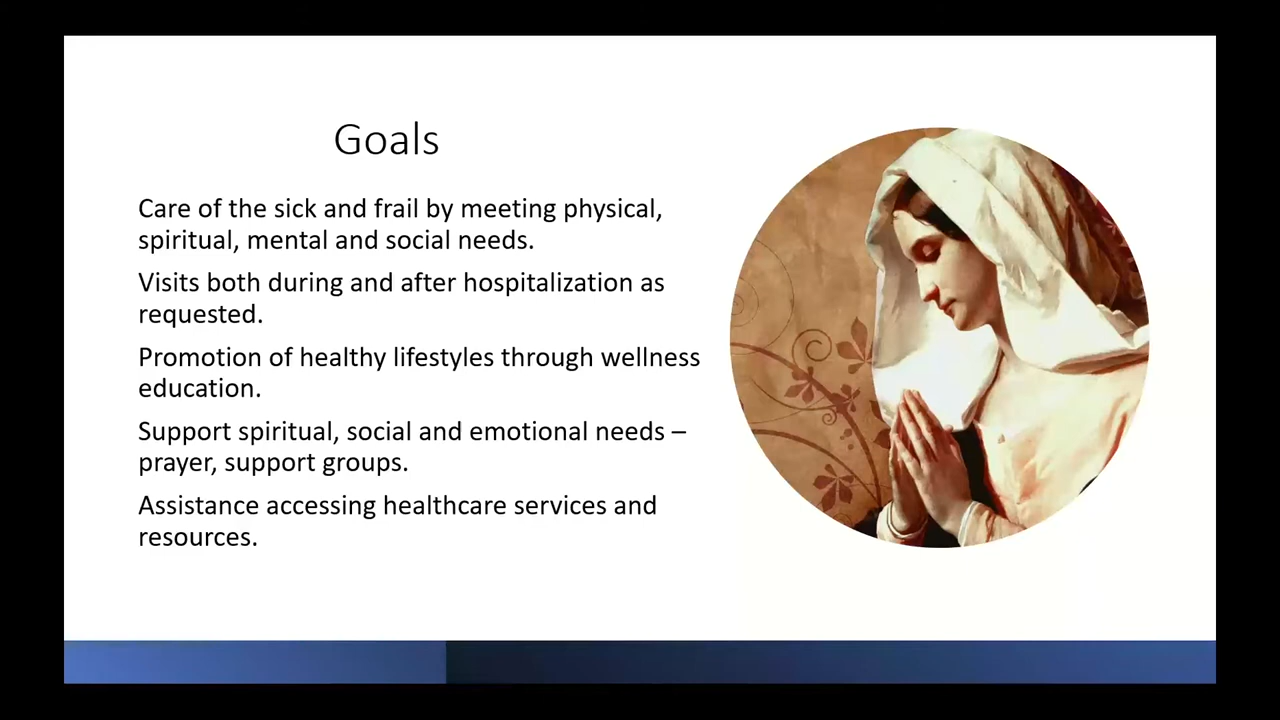 Goals
Care of the sick and frail by meeting physical,
spiritual, mental and social needs.
Visits both during and after hospitalization as
requested.
Promotion of healthy lifestyles through wellness
education.
Support spiritual, social and emotional needs –
prayer, support groups.
Assistance accessing healthcare services and
resources.